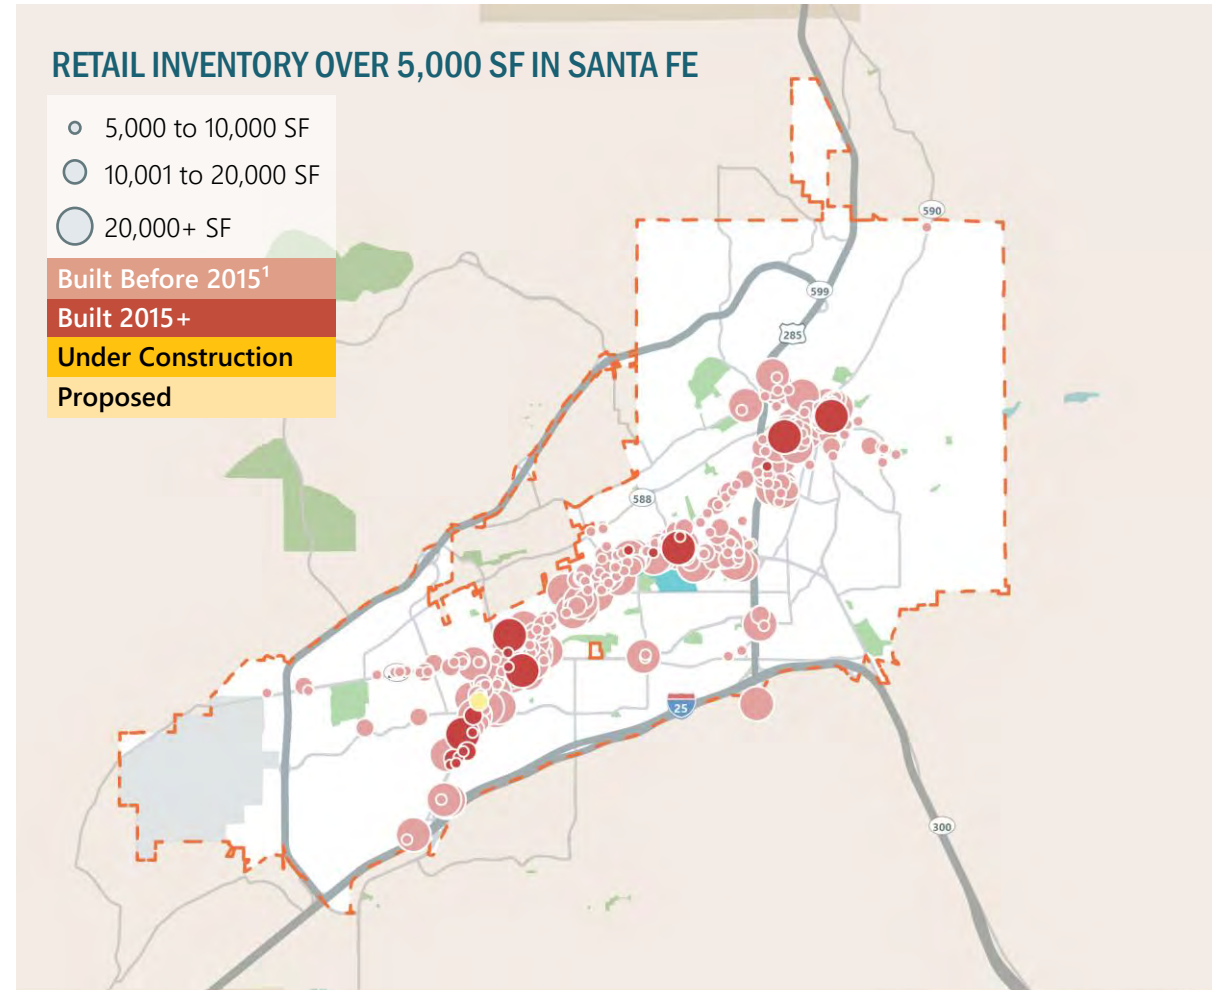 RETAIL INVENTORY OVER 5,000 SF IN SANTA FE
5,000 to 10,000 SF
10,001 to 20,000 SF
20,000+ SF
Built Before 2015¹
Built 2015+
Under Construction
Proposed
590
599
285
588
25
300